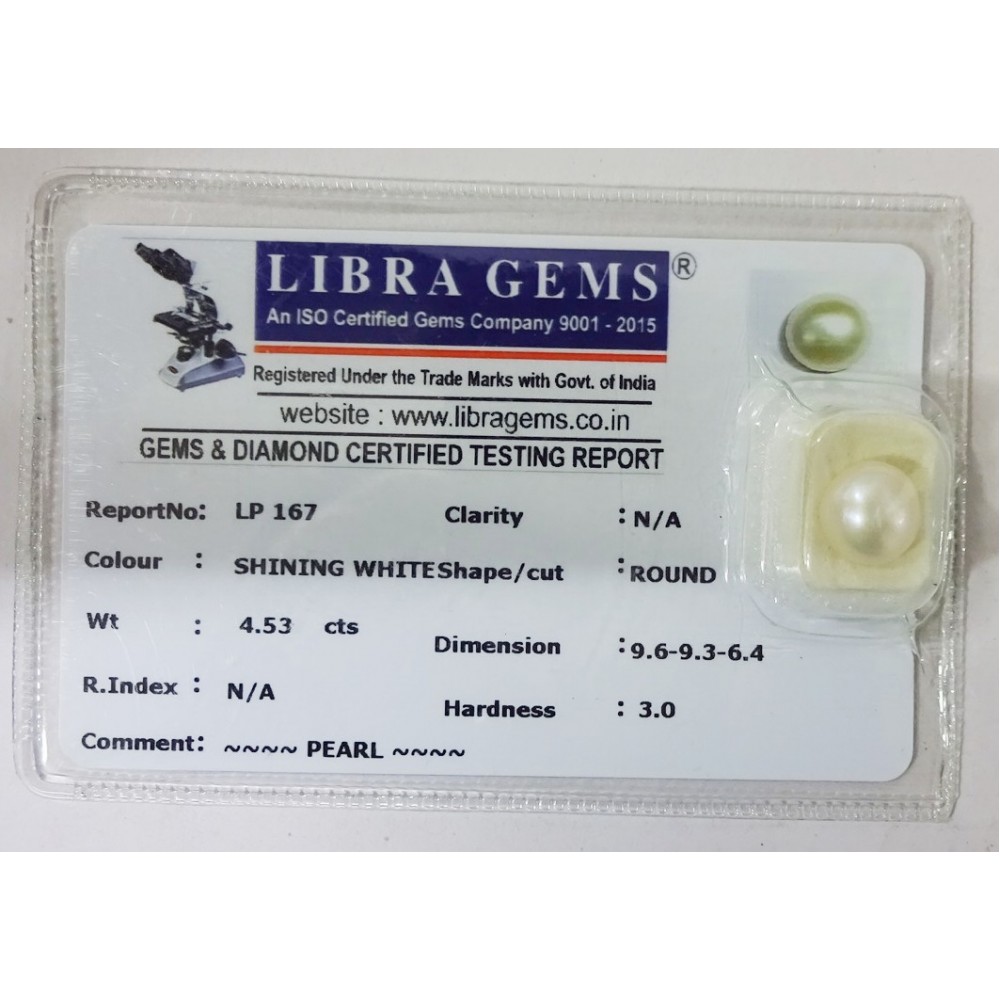 LIBRA GEMS ®
An ISO Certified Gems Company 9001 - 2015
Registered Under the Trade Marks with Govt. of India
website : www.libragems.co.in
GEMS & DIAMOND CERTIFIED TESTING REPORT
ReportNo: LP 167 Clarity : N/A
Colour : SHINING WHITE Shape/cut : ROUND
Wt : 4.53 cts Dimension : 9.6-9.3-6.4
R.Index : N/A Hardness : 3.0
Comment: ~~~~ PEARL ~~~~